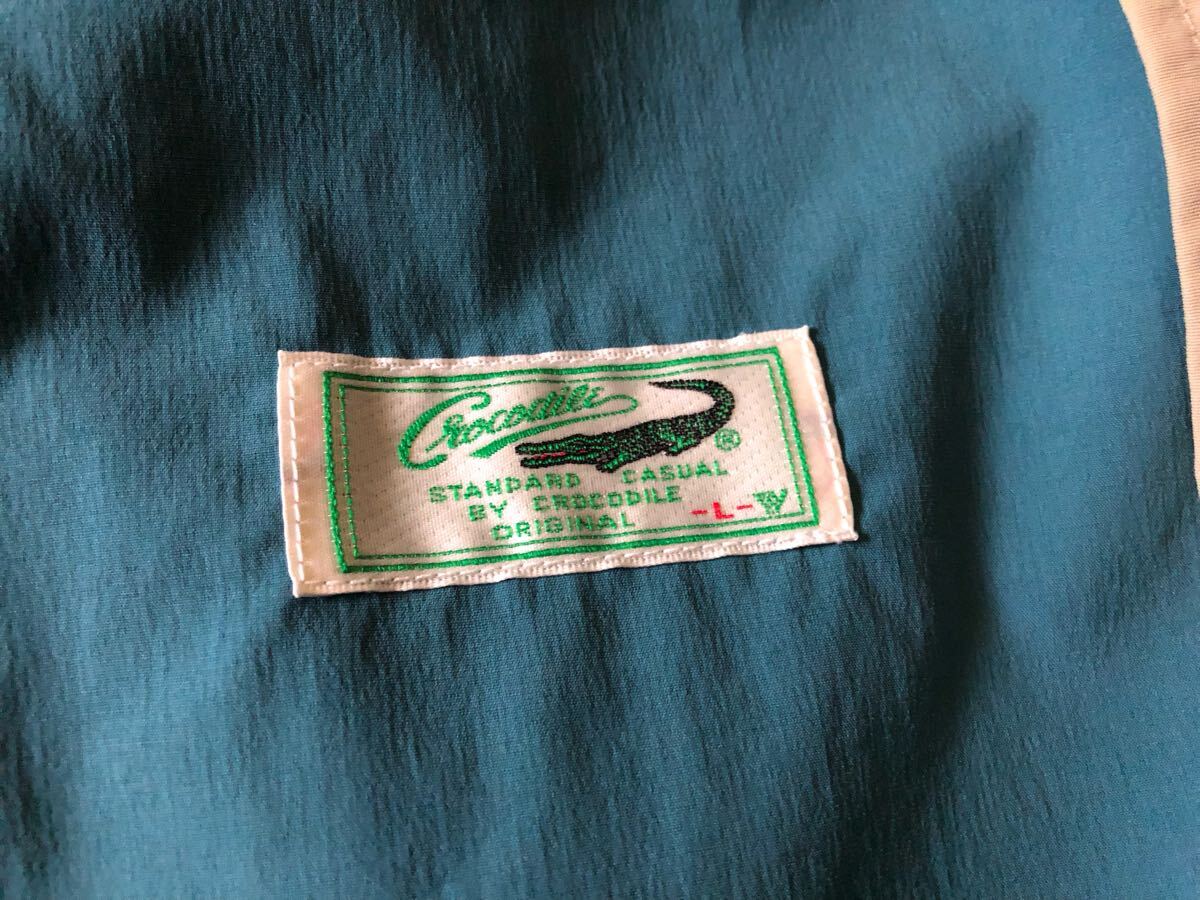 Crocodile ®
STANDARD CASUAL
BY CROCODILE
ORIGINAL -L-